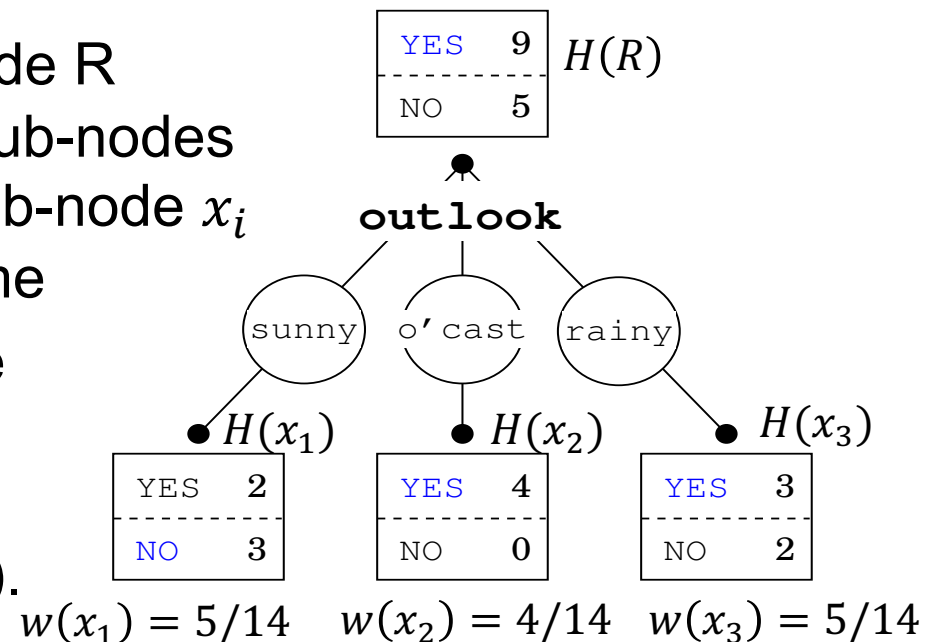 de R
ub-nodes
b-node x_i
ne
e
).
YES 9
NO 5
H(R)
outlook
sunny o'cast rainy
H(x₁) H(x₂) H(x₃)
YES 2 YES 4 YES 3
NO 3 NO 0 NO 2
w(x₁) = 5/14 w(x₂) = 4/14 w(x₃) = 5/14